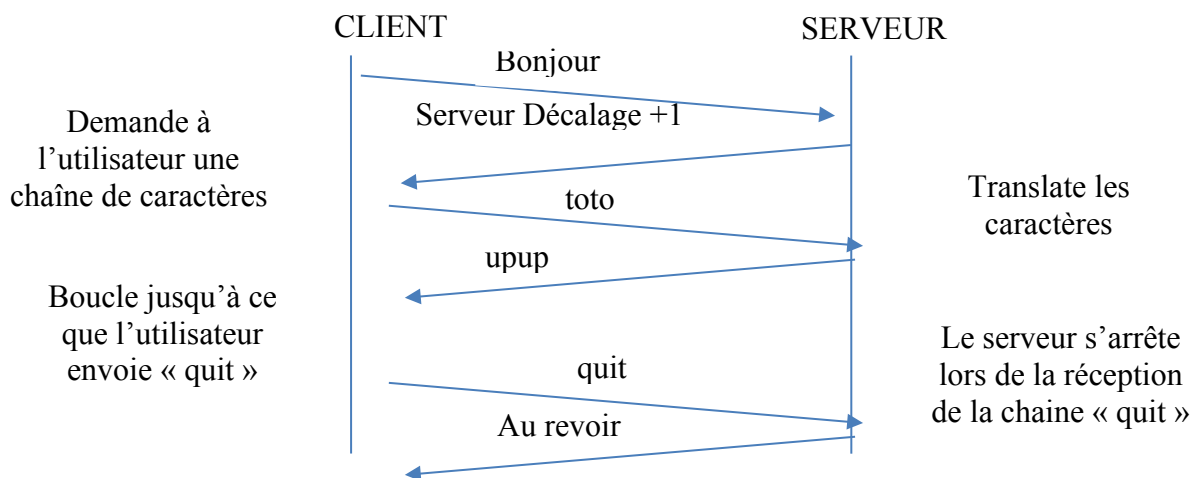 CLIENT
SERVEUR
Bonjour
Serveur Décalage +1
Demande à
l’utilisateur une
chaîne de caractères
toto
Translate les
caractères
upup
Boucle jusqu’à ce
que l’utilisateur
envoie « quit »
quit
Le serveur s’arrête
lors de la réception
de la chaine « quit »
Au revoir